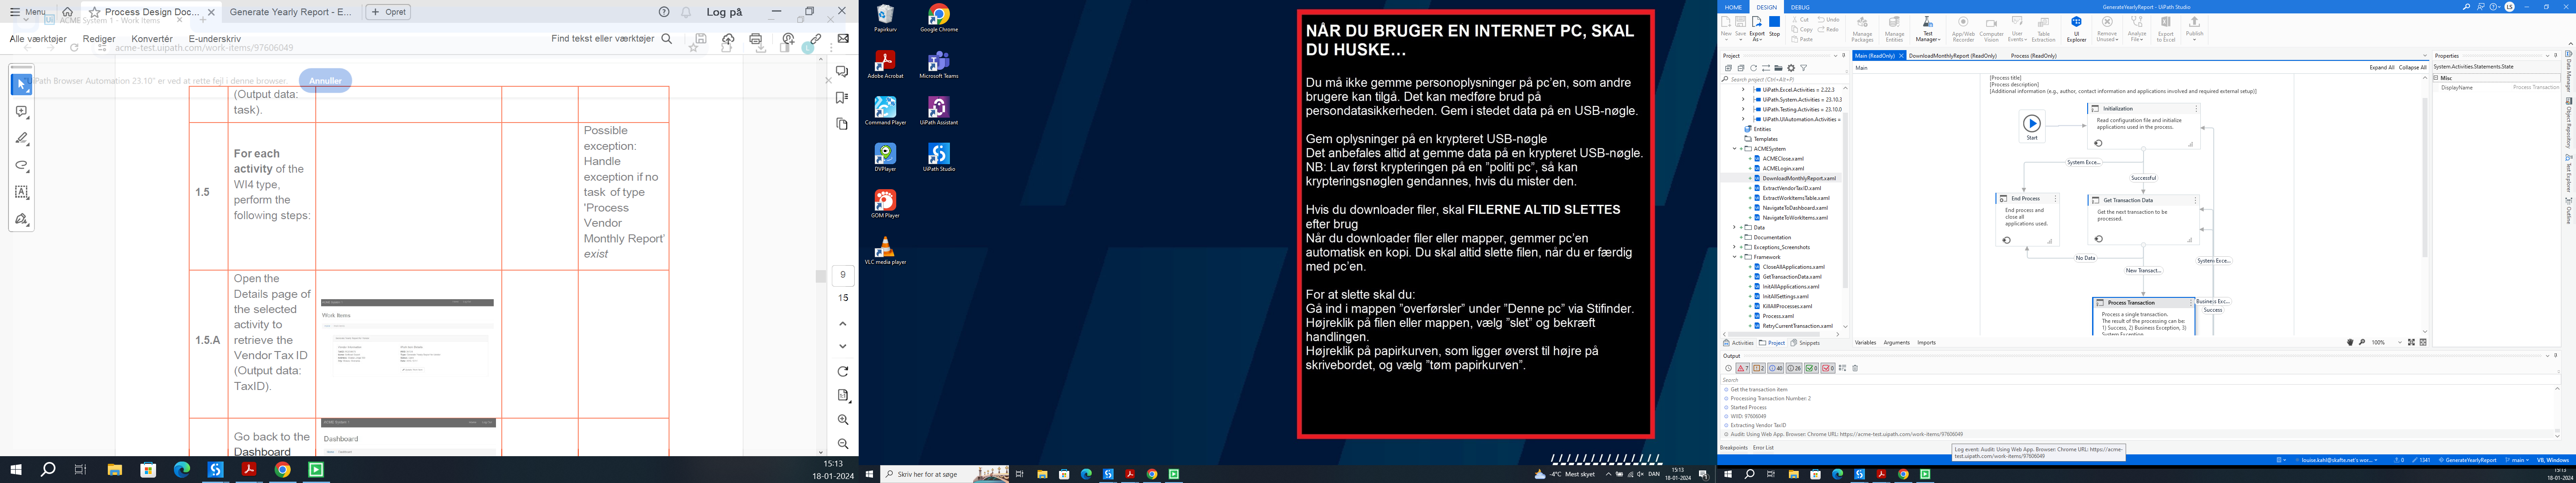 Menu
ACME System 1 - Work Items
Process Design Doc...
Generate Yearly Report - E...
Opret
Log på
Alle værktøjer
Rediger
Konvertér
E-underskriv
Find tekst eller værktøjer
acme-test.uipath.com/work-items/97606049
Path Browser Automation 23.10" er ved at rette fejl i denne browser.
Annuller
(Output data:
task).
1.5
For each
activity of the
WI4 type,
perform the
following steps:
Possible
exception:
Handle
exception if no
task of type
'Process
Vendor
Monthly Report'
exist
1.5.A
Open the
Details page of
the selected
activity to
retrieve the
Vendor Tax ID
(Output data:
TaxID).
Work Items
Go back to the
Dashboard
Dashboard
9
15
15:13
18-01-2024
Papirkurv
Google Chrome
Adobe Acrobat
Microsoft Teams
Command Player
UiPath Assistant
DVPlayer
UiPath Studio
GOM Player
VLC media player
NÅR DU BRUGER EN INTERNET PC, SKAL
DU HUSKE…
Du må ikke gemme personoplysninger på pc'en, som andre
brugere kan tilgå. Det kan medføre brud på
persondatasikkerheden. Gem i stedet data på en USB-nøgle.
Gem oplysninger på en krypteret USB-nøgle
Det anbefales altid at gemme data på en krypteret USB-nøgle.
NB: Lav først krypteringen på en "politi pc", så kan
krypteringsnøglen gendannes, hvis du mister den.
Hvis du downloader filer, skal FILERNE ALTID SLETTES
efter brug
Når du downloader filer eller mapper, gemmer pc'en
automatisk en kopi. Du skal altid slette filen, når du er færdig
med pc'en.
For at slette skal du:
Gå ind i mappen "overførsler" under "Denne pc" via Stifinder.
Højreklik på filen eller mappen, vælg "slet" og bekræft
handlingen.
Højreklik på papirkurven, som ligger øverst til højre på
skrivebordet, og vælg "tøm papirkurven".
Skriv her for at søge
-4°C Mest skyet
DAN
15:13
18-01-2024
HOME
DESIGN
DEBUG
GenerateYearlyReport - UiPath Studio
LS
New
Save
Export As
Stop
Cut
Copy
Paste
Undo
Redo
Manage Packages
Manage Entities
Test Manager
App/Web Recorder
Computer Vision
User Events
Table Extraction
UI Explorer
Remove Unused
Analyze File
Export to Excel
Publish
Project
Search project (Ctrl+Alt+P)
UiPath.Excel.Activities = 2.22.3
UiPath.System.Activities = 23.10.3
UiPath.Testing.Activities = 23.10.0
UiPath.UIAutomation.Activities =
Entities
Templates
ACMESystem
ACMEClose.xaml
ACMELogin.xaml
DownloadMonthlyReport.xaml
ExtractVendorTaxID.xaml
ExtractWorkItemsTable.xaml
NavigateToDashboard.xaml
NavigateToWorkItems.xaml
Data
Documentation
Exceptions_Screenshots
Framework
CloseAllApplications.xaml
GetTransactionData.xaml
InitAllApplications.xaml
InitAllSettings.xaml
KillAllProcesses.xaml
Process.xaml
RetryCurrentTransaction.xaml
Activities
Project
Snippets
Main (ReadOnly)
DownloadMonthlyReport (ReadOnly)
Process (ReadOnly)
Main
Expand All
Collapse All
[Process title]
[Process description]
[Additional information (e.g., author, contact information and applications involved and required external setup)]
Start
Initialization
Read configuration file and initialize
applications used in the process.
System Exce...
Successful
End Process
End process and
close all
applications used.
Get Transaction Data
Get the next transaction to be
processed.
No Data
New Transact...
System Exce...
Process Transaction
Process a single transaction.
The result of the processing can be:
1) Success, 2) Business Exception, 3)
System Exception.
Business Exc...
Success
Variables
Arguments
Imports
100%
Properties
System.Activities.Statements.State
Misc
DisplayName
Process Transaction
Data Manager
Object Repository
Test Explorer
Outline
Output
7
2
40
26
0
0
Search
Get the transaction item
Processing Transaction Number: 2
Started Process
WIID: 97606049
Extracting Vendor TaxID
Audit: Using Web App. Browser: Chrome URL: https://acme-test.uipath.com/work-items/97606049
Log event: Audit: Using Web App. Browser: Chrome URL: https://acme-
test.uipath.com/work-items/97606049
Breakpoints
Error List
louise.kahl@skafte.net's wor...
0
1341
GenerateYearlyReport
main
VB, Windows
15:13
18-01-2024